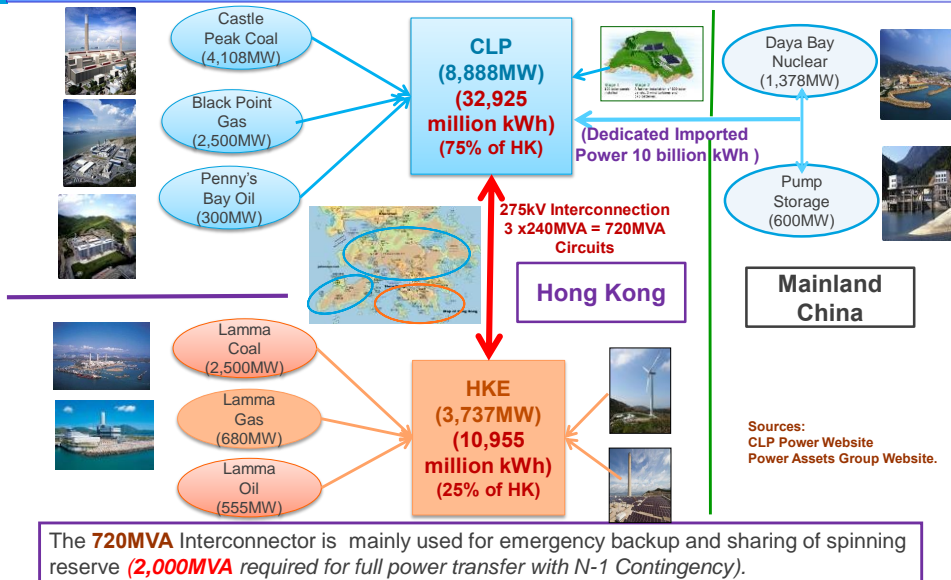 Castle
Peak Coal
(4,108MW)
Black Point
Gas
(2,500MW)
Penny's
Bay Oil
(300MW)
CLP
(8,888MW)
(32,925
million kWh)
(75% of HK)
Daya Bay
Nuclear
(1,378MW)
(Dedicated Imported
Power 10 billion kWh )
Pump
Storage
(600MW)
275kV Interconnection
3 x240MVA = 720MVA
Circuits
Hong Kong
Mainland
China
Lamma
Coal
(2,500MW)
Lamma
Gas
(680MW)
Lamma
Oil
(555MW)
HKE
(3,737MW)
(10,955
million kWh)
(25% of HK)
Sources:
CLP Power Website
Power Assets Group Website.
The 720MVA Interconnector is mainly used for emergency backup and sharing of spinning
reserve (2,000MVA required for full power transfer with N-1 Contingency).